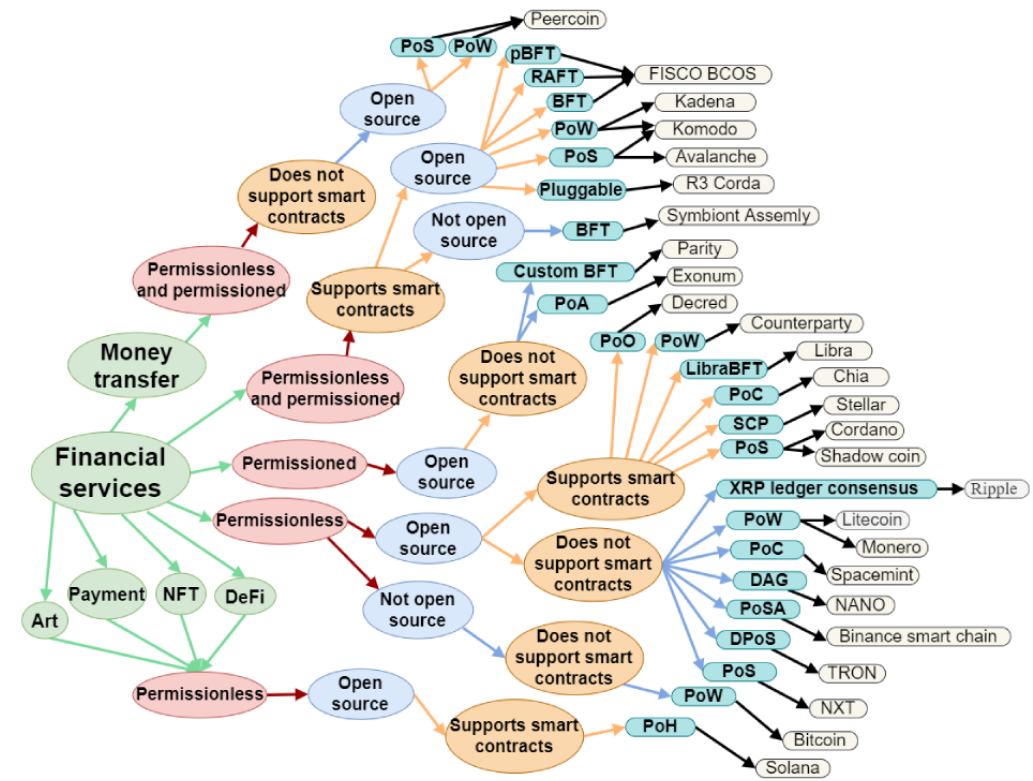 Peercoin
PoS
PoW
pBFT
RAFT
FISCO BCOS
Open
source
BFT
Kadena
PoW
Komodo
Open
source
PoS
Avalanche
Does not
support smart
contracts
Pluggable
R3 Corda
Not open
source
BFT
Symbiont Assemly
Permissionless
and permissioned
Supports smart
contracts
Custom BFT
Parity
PoA
Exonum
Decred
Money
transfer
PoO
PoW
Counterparty
Does not
support smart
contracts
LibraBFT
Libra
Permissionless
and permissioned
PoC
Chia
SCP
Stellar
Financial
services
Permissioned
Open
source
PoS
Cordano
Shadow coin
Supports smart
contracts
XRP ledger consensus
Ripple
Permissionless
Open
source
Does not
support smart
contracts
PoW
Litecoin
Monero
PoC
Spacemint
Payment
NFT
DeFi
Art
Not open
source
DAG
NANO
PoSA
Binance smart chain
DPoS
TRON
Does not
support smart
contracts
PoS
NXT
Permissionless
Open
source
PoW
Bitcoin
Supports smart
contracts
PoH
Solana